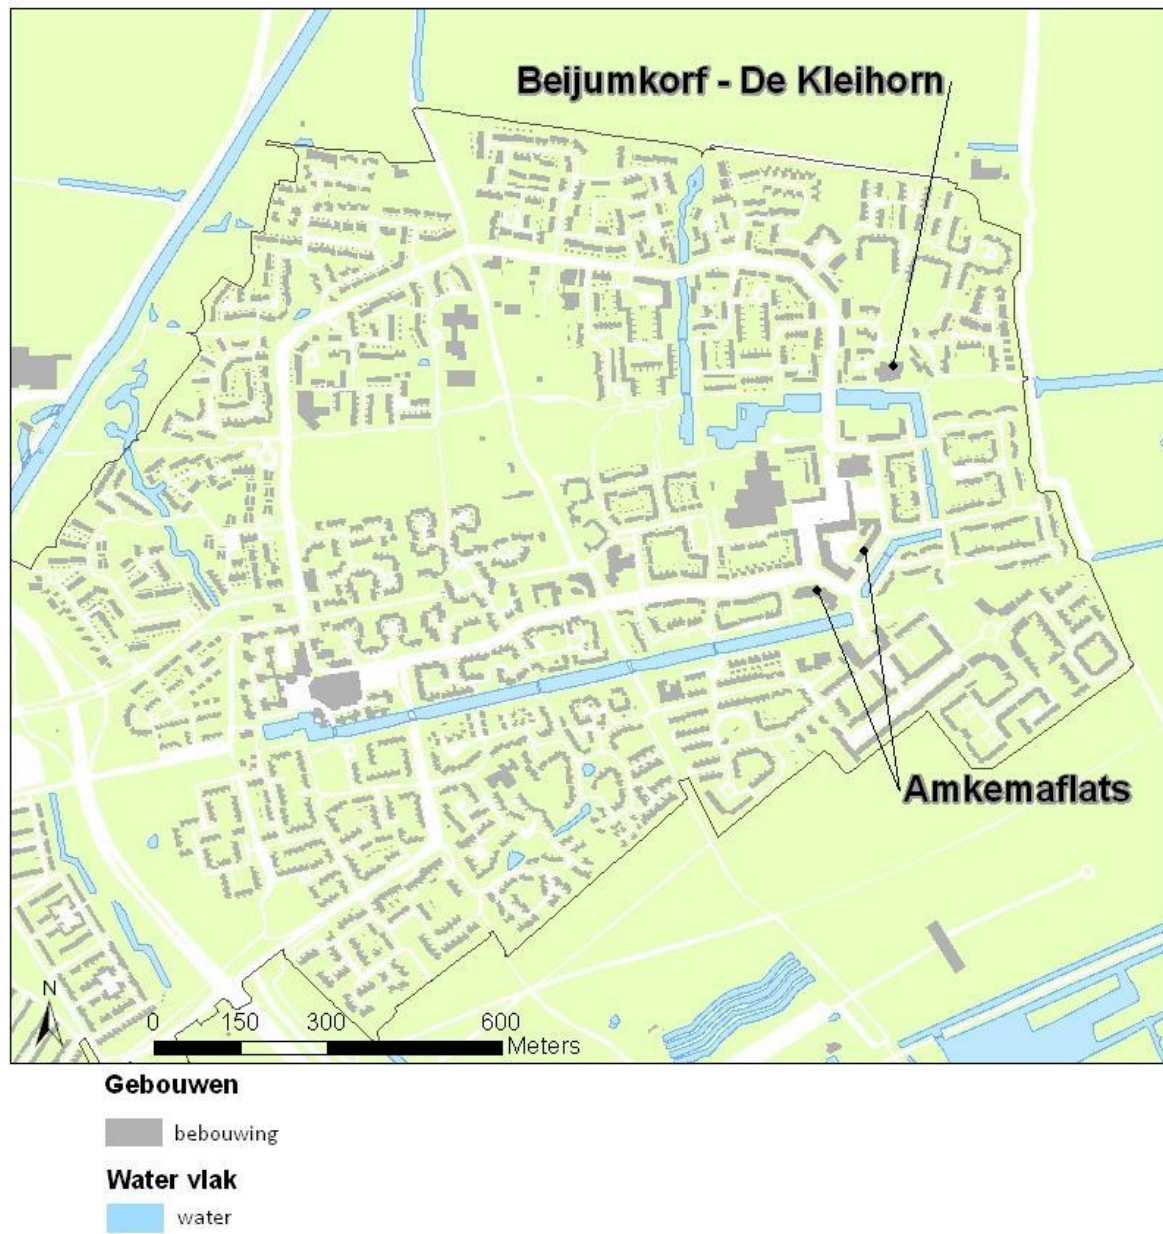 Beijumkorf - De Kleihorn
Amkemaflats
N
0 150 300 600
Meters
Gebouwen
bebouwing
Water vlak
water